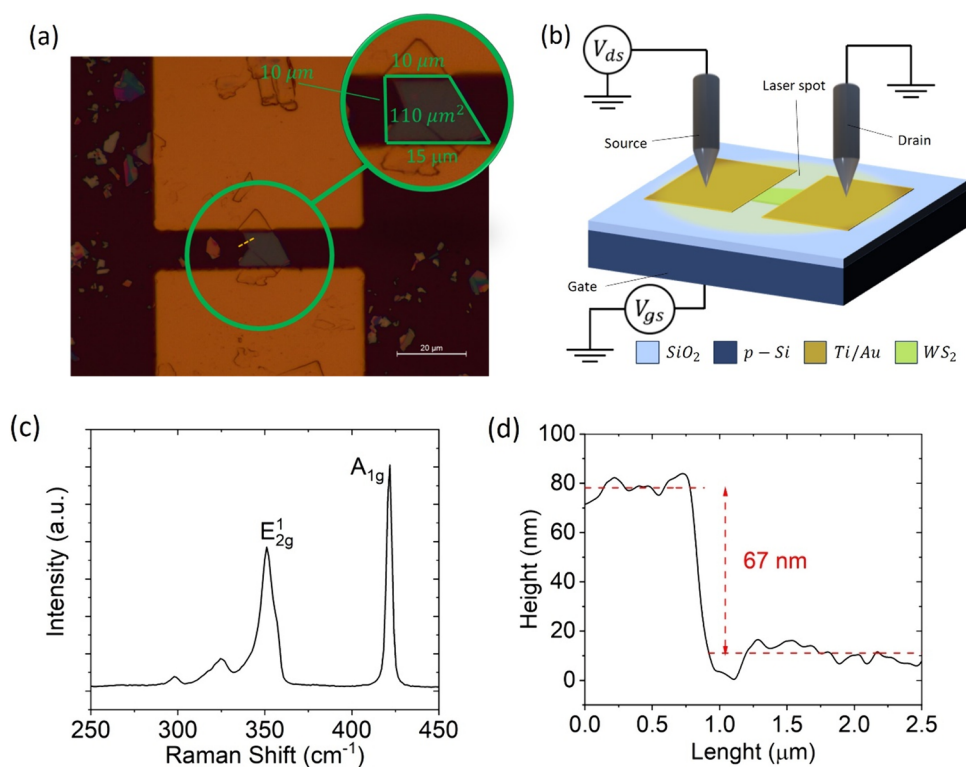 (a)
10 μm
10 μm
110 μm²
15 μm
20 μm
(b)
V_ds
Laser spot
Source
Drain
Gate
V_gs
SiO₂
p – Si
Ti/Au
WS₂
(c)
Intensity (a.u.)
E¹₂g
A₁g
250 300 350 400 450
Raman Shift (cm⁻¹)
(d)
Height (nm)
100
80
60
40
20
0
67 nm
0.0 0.5 1.0 1.5 2.0 2.5
Lenght (μm)